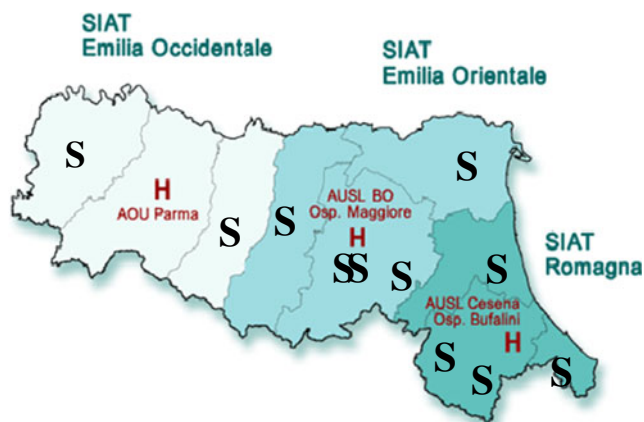 SIAT
Emilia Occidentale
SIAT
Emilia Orientale
S
S
H
AOU Parma
AUSL BO
Osp. Maggiore
H
S
S
SS
S
SIAT
Romagna
S
AUSL Cesena
Osp. Bufalini
H
S
S
S